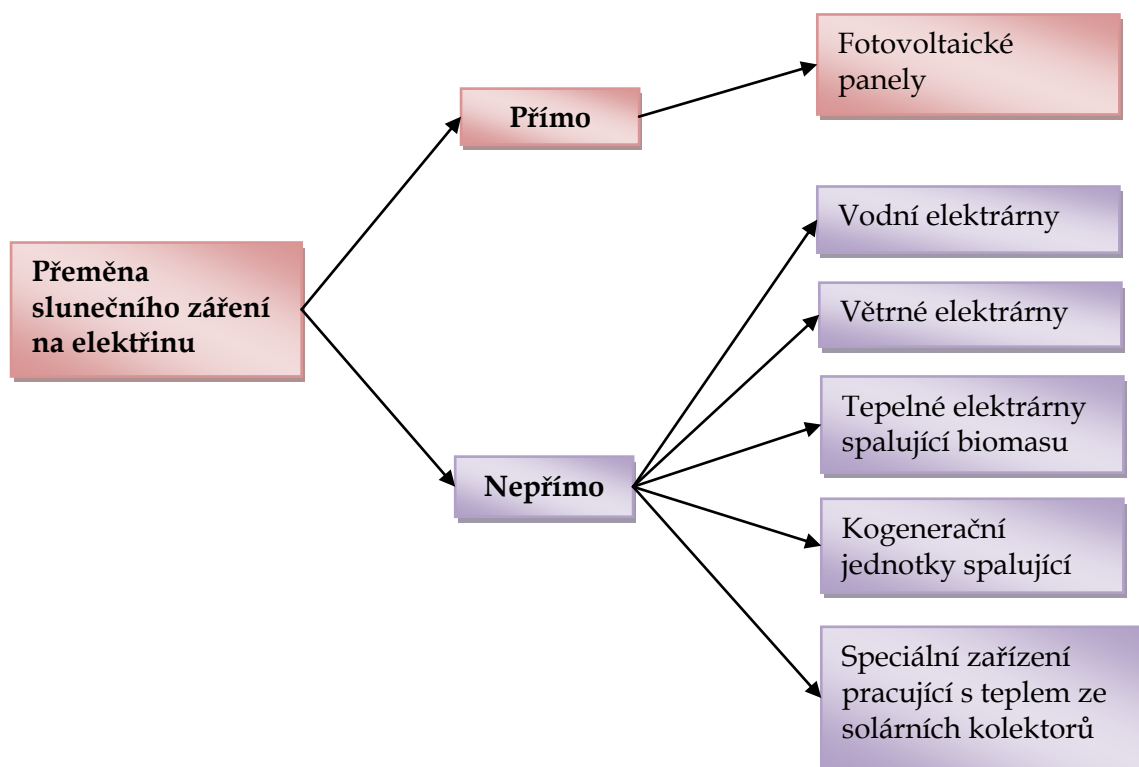 Přeměna
slunečního záření
na elektřinu
Přímo
Fotovoltaické
panely
Nepřímo
Vodní elektrárny
Větrné elektrárny
Tepelné elektrárny
spalující biomasu
Kogenerační
jednotky spalující
Speciální zařízení
pracující s teplem ze
solárních kolektorů